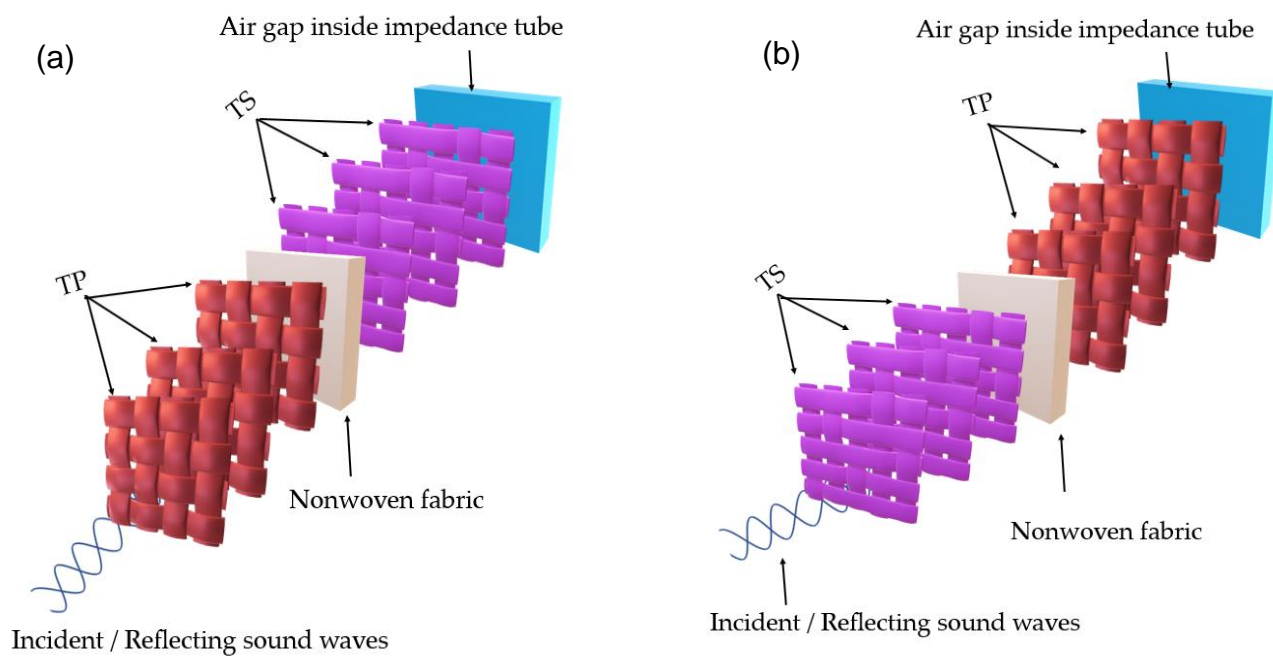 Air gap inside impedance tube
(a)
TS
TP
Nonwoven fabric
Incident / Reflecting sound waves
Air gap inside impedance tube
(b)
TP
TS
Nonwoven fabric
Incident / Reflecting sound waves